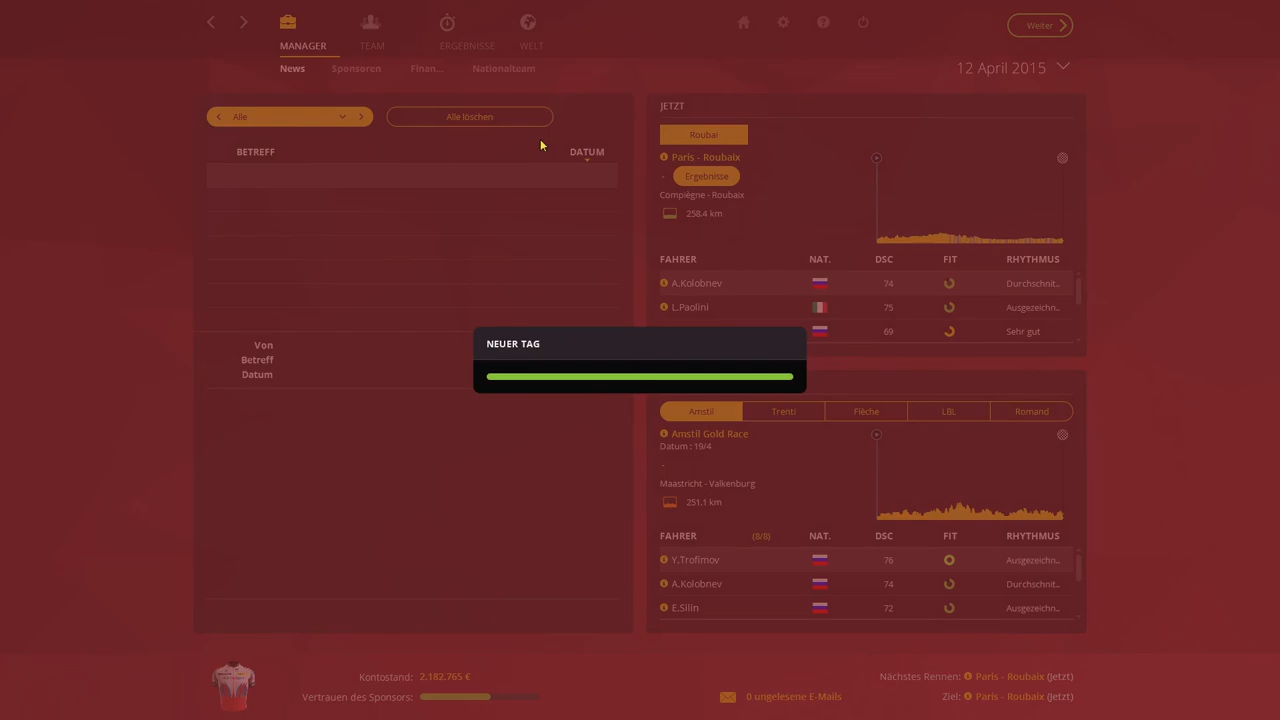 MANAGER TEAM ERGEBNISSE WELT
Weiter
News Sponsoren Finan... Nationalteam
12 April 2015
Alle
Alle löschen
BETREFF DATUM
Von
Betreff
Datum
JETZT
Roubai
Paris - Roubaix
- Ergebnisse
Compiègne - Roubaix
258.4 km
FAHRER NAT. DSC FIT RHYTHMUS
A.Kolobnev 74 Durchschnit..
L.Paolini 75 Ausgezeichn..
69 Sehr gut
NEUER TAG
Amstil Trenti Flèche LBL Romand
Amstil Gold Race
Datum : 19/4
-
Maastricht - Valkenburg
251.1 km
FAHRER (8/8) NAT. DSC FIT RHYTHMUS
Y.Trofimov 76 Ausgezeichn..
A.Kolobnev 74 Durchschnit..
E.Silin 72 Ausgezeichn..
Kontostand: 2.182.765 €
Vertrauen des Sponsors:
0 ungelesene E-Mails
Nächstes Rennen: Paris - Roubaix (Jetzt)
Ziel: Paris - Roubaix (Jetzt)